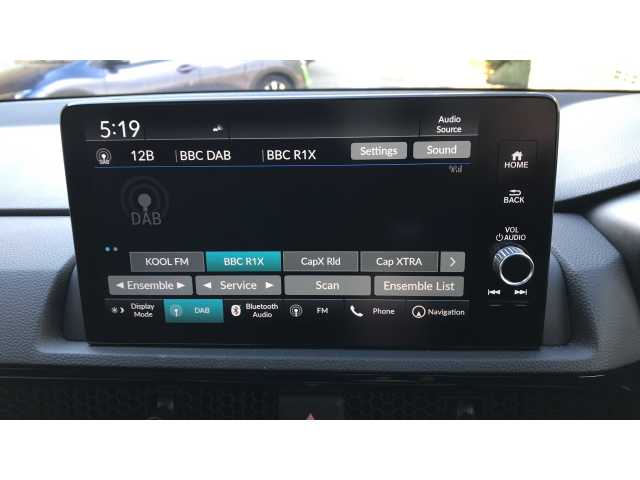 5:19
Audio Source
DAB 12B BBC DAB BBC R1X Settings Sound
HOME
DAB
BACK
VOL
AUDIO
KOOL FM BBC R1X CapX Rld Cap XTRA
Ensemble Service Scan Ensemble List
Display Mode DAB Bluetooth Audio FM Phone Navigation